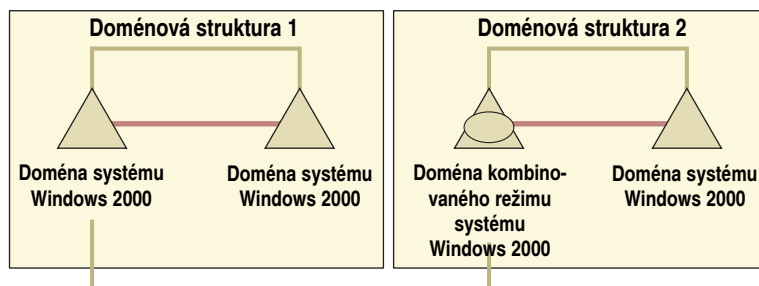 Doménová struktura 1
Doména systému
Windows 2000
Doména systému
Windows 2000
Doménová struktura 2
Doména kombino-
vaného režimu
systému
Windows 2000
Doména systému
Windows 2000